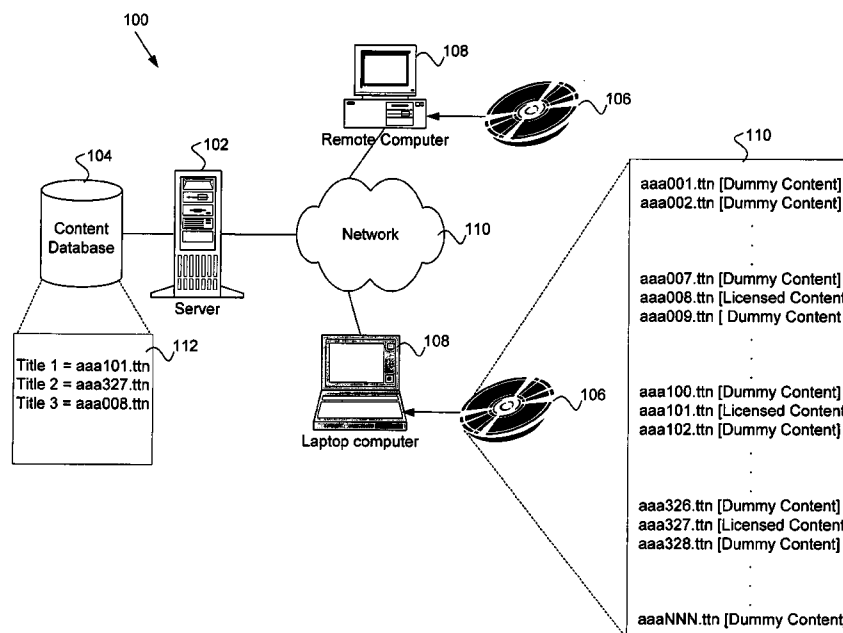 100
108
106
Remote Computer
104
102
Content
Database
Server
Network
110
112
Title 1 = aaa101.ttn
Title 2 = aaa327.ttn
Title 3 = aaa008.ttn
108
106
Laptop computer
110
aaa001.ttn [Dummy Content]
aaa002.ttn [Dummy Content]
.
.
.
aaa007.ttn [Dummy Content]
aaa008.ttn [Licensed Content
aaa009.ttn [ Dummy Content
.
.
.
aaa100.ttn [Dummy Content]
aaa101.ttn [Licensed Content
aaa102.ttn [Dummy Content]
.
.
.
aaa326.ttn [Dummy Content]
aaa327.ttn [Licensed Content
aaa328.ttn [Dummy Content]
.
.
.
aaaNNN.ttn [Dummy Content